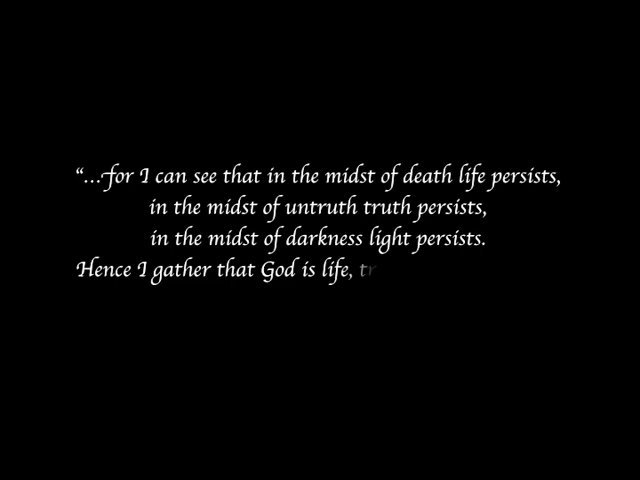 “...for I can see that in the midst of death life persists,
in the midst of untruth truth persists,
in the midst of darkness light persists.
Hence I gather that God is life, tr